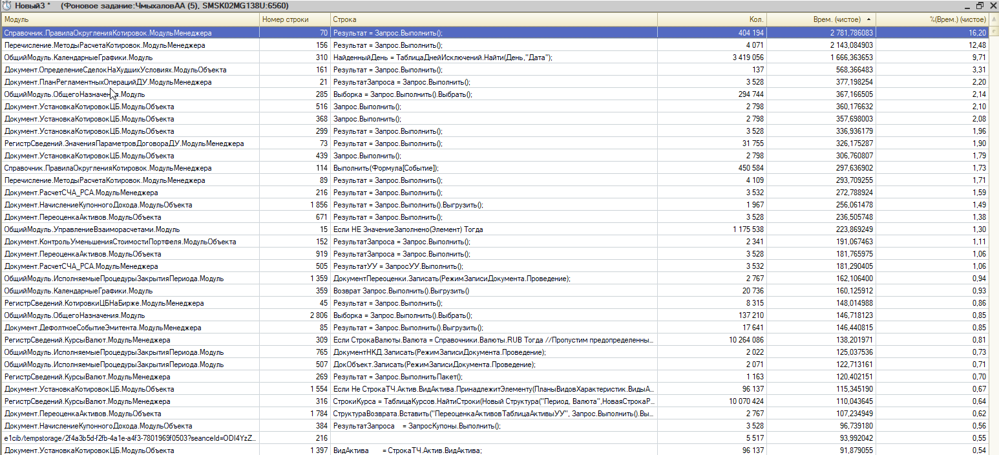 Новый3 * (Фоновое задание:ЧмыхаловАА (5), SMSK02MG138U:6560)
Модуль Номер строки Строка Кол. Врем. (чистое) %(Врем.) (чистое)
Справочник.ПравилаОкругленияКотировок.МодульМенеджера 70 Результат = Запрос.Выполнить(); 404 194 2 781,786083 16,20
Перечисление.МетодыРасчетаКотировок.МодульМенеджера 156 Результат = Запрос.Выполнить(); 4 071 2 143,084903 12,48
ОбщийМодуль.КалендарныеГрафики.Модуль 310 НайденныйДень = ТаблицаДнейИсключений.Найти(День,"Дата"); 3 419 056 1 666,363653 9,71
Документ.ОпределениеСделокНаХудшихУсловиях.МодульОбъекта 161 Результат = Запрос.Выполнить(); 137 568,366483 3,31
Документ.ПланРегламентныхОперацийДУ.МодульМенеджера 21 РезультатЗапроса = Запрос.Выполнить(); 3 528 377,198254 2,20
ОбщийМодуль.ОбщегоНазначения.Модуль 285 Выборка = Запрос.Выполнить().Выбрать(); 294 744 367,166505 2,14
Документ.УстановкаКотировокЦБ.МодульОбъекта 516 Запрос.Выполнить(); 2 798 360,176632 2,10
Документ.УстановкаКотировокЦБ.МодульОбъекта 368 Запрос.Выполнить(); 2 798 357,698003 2,08
Документ.УстановкаКотировокЦБ.МодульОбъекта 299 Результат = Запрос.Выполнить(); 3 528 336,936179 1,96
РегистрСведений.ЗначенияПараметровДоговораДУ.МодульМенеджера 73 Результат = Запрос.Выполнить(); 31 755 326,175287 1,90
Документ.УстановкаКотировокЦБ.МодульОбъекта 439 Запрос.Выполнить(); 2 798 306,760807 1,79
Справочник.ПравилаОкругленияКотировок.МодульМенеджера 114 Выполнить(Формула[Событие]); 450 584 297,636902 1,73
Перечисление.МетодыРасчетаКотировок.МодульМенеджера 89 Результат = Запрос.Выполнить(); 4 109 293,709255 1,71
Документ.РасчетСЧА_РСА.МодульМенеджера 216 Результат = Запрос.Выполнить(); 3 532 272,788924 1,59
Документ.НачислениеКупонногоДохода.МодульОбъекта 1 856 Результат = Запрос.Выполнить().Выгрузить(); 1 967 256,061478 1,49
Документ.ПереоценкаАктивов.МодульОбъекта 671 Результат = Запрос.Выполнить(); 3 528 236,505748 1,38
ОбщийМодуль.УправлениеВзаиморасчетами.Модуль 15 Если НЕ ЗначениеЗаполнено(Элемент) Тогда 1 175 538 223,869249 1,30
Документ.КонтрольУменьшенияСтоимостиПортфеля.МодульОбъекта 152 РезультатЗапроса = Запрос.Выполнить(); 2 341 191,067463 1,11
Документ.ПереоценкаАктивов.МодульОбъекта 919 РезультатЗапроса = Запрос.Выполнить(); 3 528 181,765975 1,06
Документ.РасчетСЧА_РСА.МодульМенеджера 505 РезультатУУ = ЗапросУУ.Выполнить(); 3 532 181,290405 1,06
ОбщийМодуль.ИсполняемыеПроцедурыЗакрытияПериода.Модуль 1 359 ДокументПереоценки.Записать(РежимЗаписиДокумента.Проведение); 2 767 162,106400 0,94
ОбщийМодуль.КалендарныеГрафики.Модуль 359 Возврат Запрос.Выполнить().Выгрузить() 20 736 160,125912 0,93
РегистрСведений.КотировкиЦБНаБирже.МодульМенеджера 45 Результат = Запрос.Выполнить(); 8 315 148,014988 0,86
ОбщийМодуль.ОбщегоНазначения.Модуль 2 806 Выборка = Запрос.Выполнить().Выбрать(); 137 210 146,718123 0,85
Документ.ДефолтноеСобытиеЭмитента.МодульМенеджера 85 Результат = Запрос.Выполнить().Выгрузить(); 17 641 146,440815 0,85
РегистрСведений.КурсыВалют.МодульМенеджера 309 Если СтрокаВалюты.Валюта = Справочники.Валюты.RUB Тогда //Пропустим предопределенны... 10 264 086 138,201971 0,81
ОбщийМодуль.ИсполняемыеПроцедурыЗакрытияПериода.Модуль 765 ДокументНКД.Записать(РежимЗаписиДокумента.Проведение); 2 022 125,037536 0,73
ОбщийМодуль.ИсполняемыеПроцедурыЗакрытияПериода.Модуль 507 ДокОбъект.Записать(РежимЗаписиДокумента.Проведение); 2 071 122,713161 0,71
РегистрСведений.КурсыВалют.МодульМенеджера 269 Результат = Запрос.ВыполнитьПакет(); 1 163 120,402151 0,70
Документ.УстановкаКотировокЦБ.МодульОбъекта 1 554 Если Не СтрокаТЧ.Актив.ВидАктива.ПринадлежитЭлементу(ПланыВидовХарактеристик.ВидыА... 96 137 115,345190 0,67
РегистрСведений.КурсыВалют.МодульМенеджера 316 СтрокиКурса = ТаблицаКурсов.НайтиСтроки(Новый Структура("Период, Валюта",НоваяСтрокаР... 10 070 424 110,043645 0,64
Документ.ПереоценкаАктивов.МодульОбъекта 1 784 СтруктураВозврата.Вставить("ПереоценкаАктивовТаблицаАктивыУУ", Запрос.Выполнить().Вы... 2 767 107,234949 0,62
Документ.НачислениеКупонногоДохода.МодульОбъекта 384 РезультатЗапроса = ЗапросКупоны.Выполнить(); 3 528 96,739180 0,56
e1cib/tempstorage/2f4a3b5d-f2fb-4a1e-a4f3-7801969f0503?seanceId=ODI4YzZ... 216 5 517 93,992042 0,55
Документ.УстановкаКотировокЦБ.МодульОбъекта 1 397 ВидАктива = СтрокаТЧ.Актив.ВидАктива; 96 137 91,879055 0,54